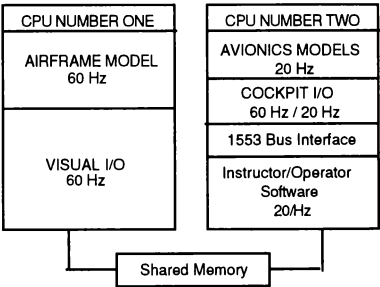 CPU NUMBER ONE
AIRFRAME MODEL
60 Hz
VISUAL I/O
60 Hz
CPU NUMBER TWO
AVIONICS MODELS
20 Hz
COCKPIT I/O
60 Hz / 20 Hz
1553 Bus Interface
Instructor/Operator
Software
20/Hz
Shared Memory